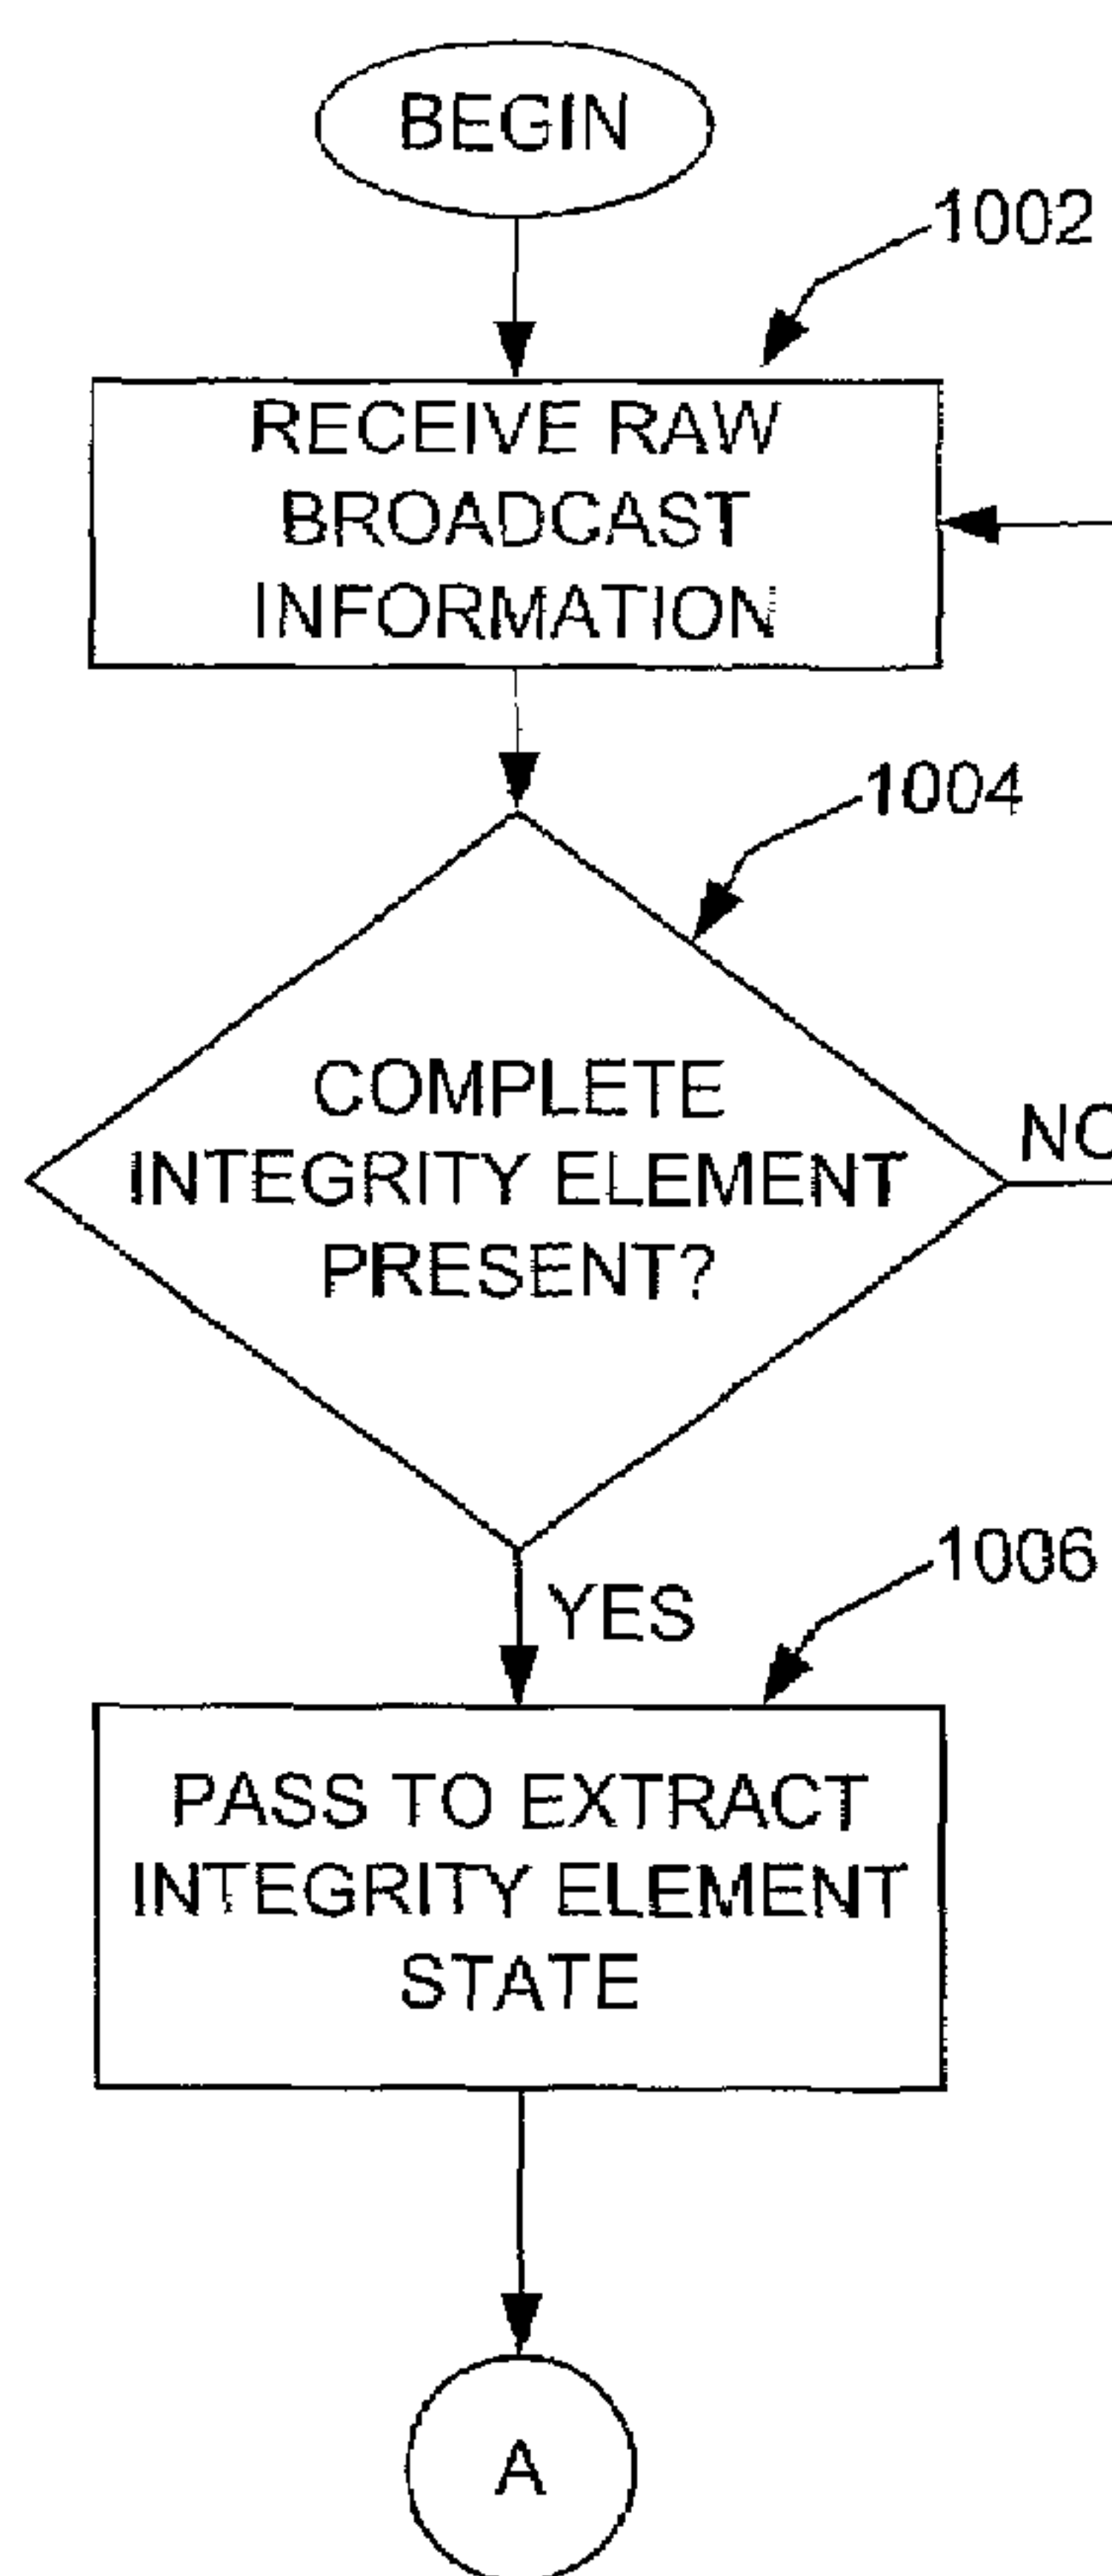 BEGIN
1002
RECEIVE RAW
BROADCAST
INFORMATION
1004
COMPLETE
INTEGRITY ELEMENT
PRESENT?
NO
YES
1006
PASS TO EXTRACT
INTEGRITY ELEMENT
STATE
A